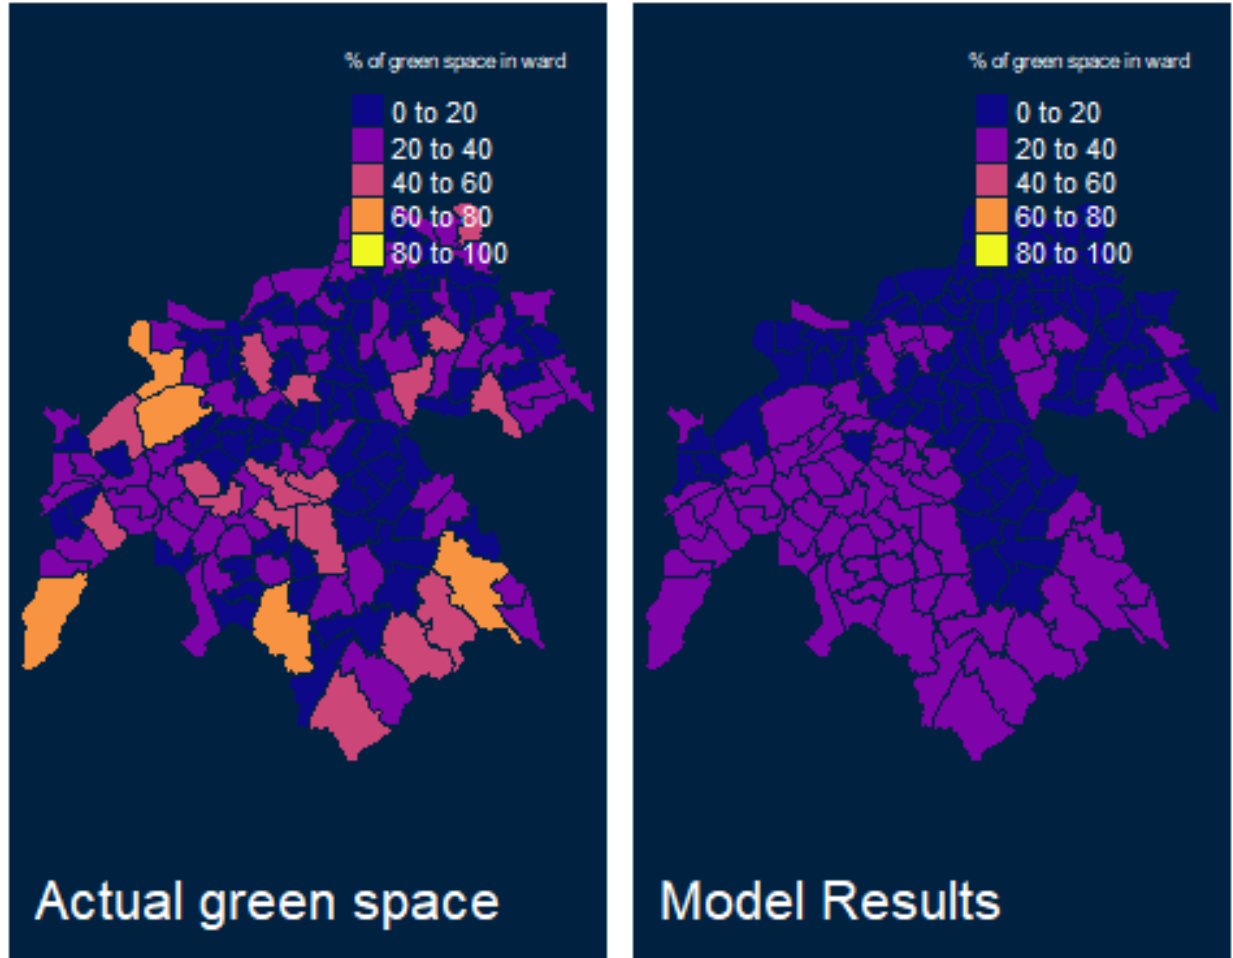 % of green space in ward
0 to 20
20 to 40
40 to 60
60 to 80
80 to 100
Actual green space
% of green space in ward
0 to 20
20 to 40
40 to 60
60 to 80
80 to 100
Model Results